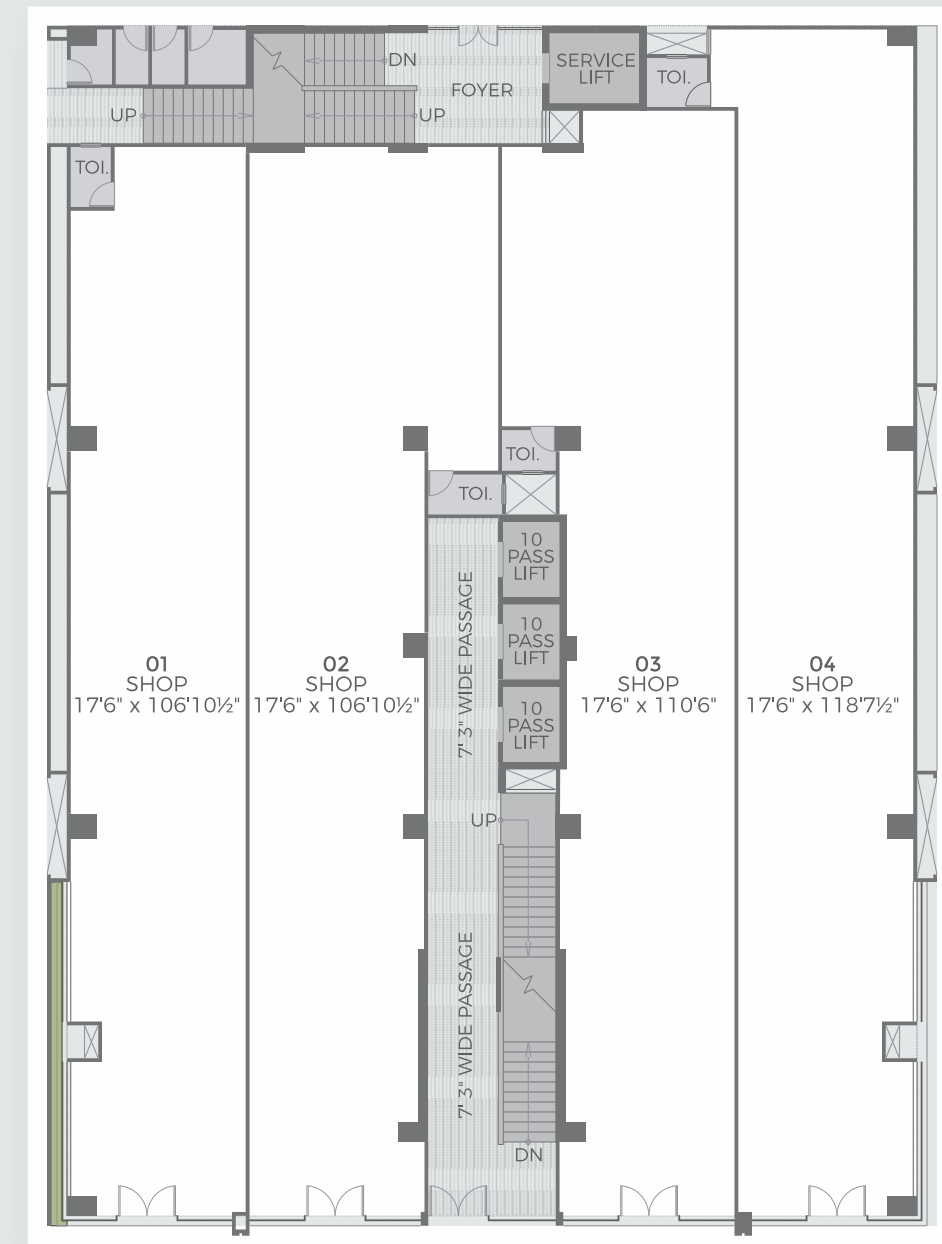 DN
SERVICE
LIFT
TOI.
FOYER
UP
UP
TOI.
TOI.
TOI.
10
PASS
LIFT
7' 3" WIDE PASSAGE
10
PASS
LIFT
01
SHOP
17'6" x 106'10½"
02
SHOP
17'6" x 106'10½"
03
SHOP
17'6" x 110'6"
04
SHOP
17'6" x 118'7½"
10
PASS
LIFT
UP
7' 3" WIDE PASSAGE
DN